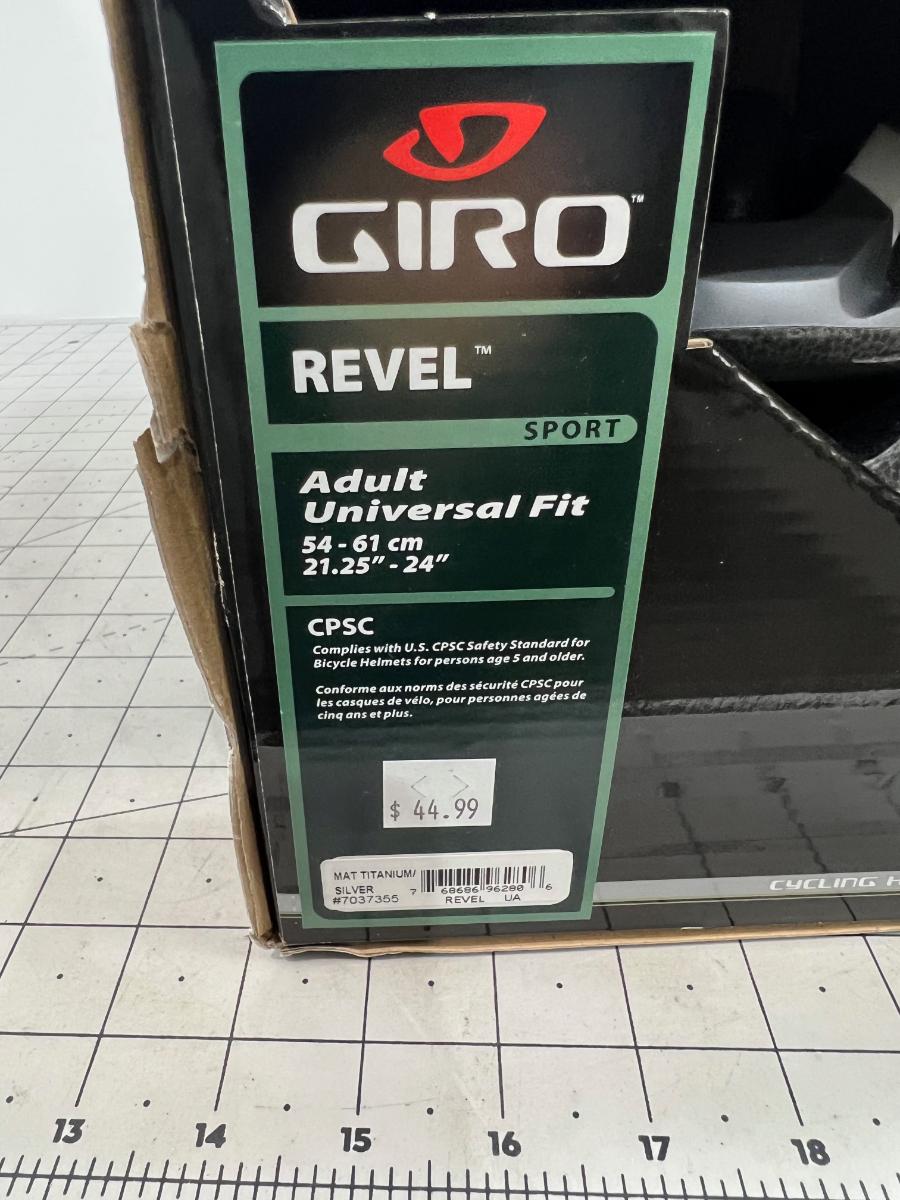 GIRO™
REVEL™
SPORT
Adult
Universal Fit
54 - 61 cm
21.25” - 24”
CPSC
Complies with U.S. CPSC Safety Standard for
Bicycle Helmets for persons age 5 and older.
Conforme aux norms des sécurité CPSC pour
les casques de vélo, pour personnes agées de
cinq ans et plus.
$ 44.99
MAT TITANIUM/
SILVER
#7037355
7 68686 96280 6
REVEL UA
CYCLING
13 14 15 16 17 18